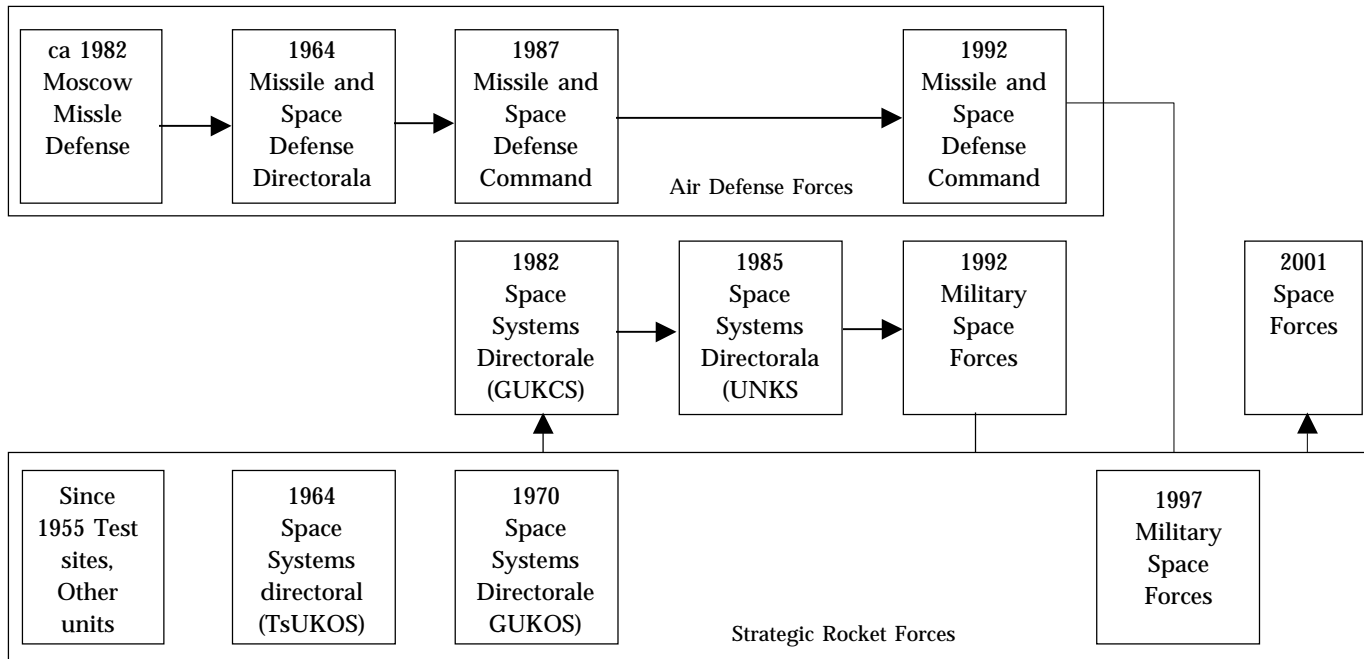 ca 1982
Moscow
Missle
Defense
1964
Missile and
Space
Defense
Directorala
1987
Missile and
Space
Defense
Command
1992
Missile and
Space
Defense
Command
Air Defense Forces
1982
Space
Systems
Directorale
(GUKCS)
1985
Space
Systems
Directorala
(UNKS
1992
Military
Space
Forces
2001
Space
Forces
Since
1955 Test
sites,
Other
units
1964
Space
Systems
directoral
(TsUKOS)
1970
Space
Systems
Directorale
GUKOS)
1997
Military
Space
Forces
Strategic Rocket Forces